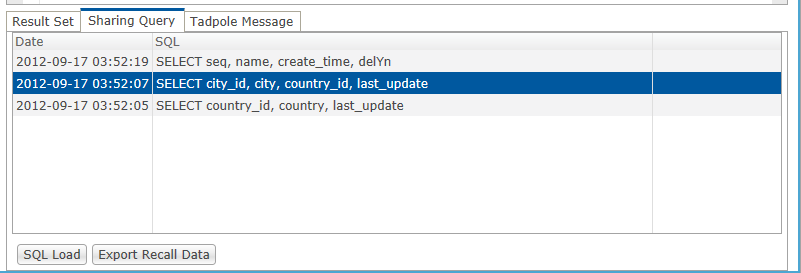 Result Set Sharing Query Tadpole Message
Date SQL
2012-09-17 03:52:19 SELECT seq, name, create_time, delYn
2012-09-17 03:52:07 SELECT city_id, city, country_id, last_update
2012-09-17 03:52:05 SELECT country_id, country, last_update
SQL Load Export Recall Data